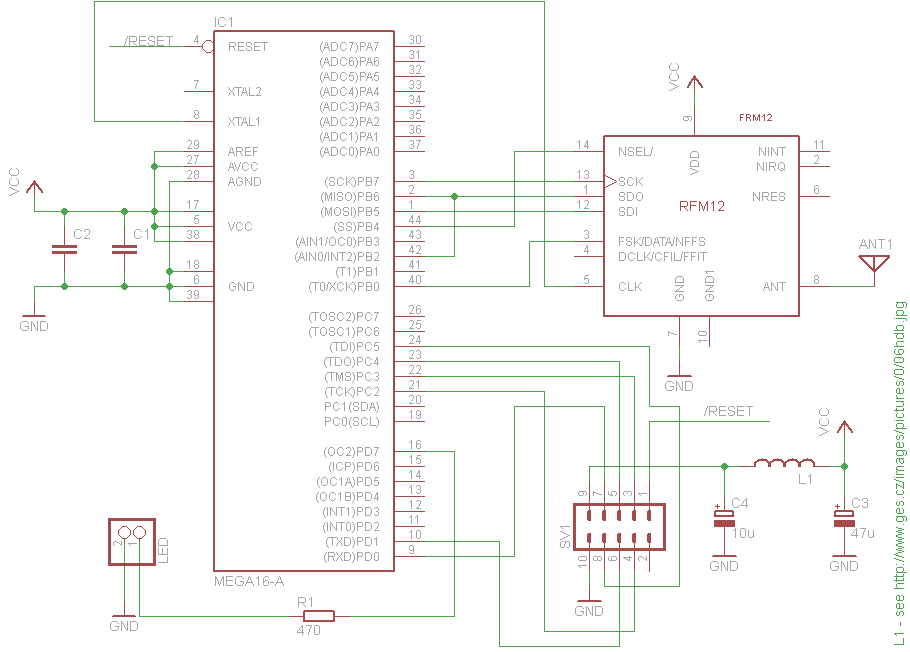 IC1
/RESET
4
RESET
7
XTAL2
8
XTAL1
29
AREF
27
AVCC
28
AGND
17
5
VCC
38
18
6
GND
39
(ADC7)PA7
30
(ADC6)PA6
31
(ADC5)PA5
32
(ADC4)PA4
33
(ADC3)PA3
34
(ADC2)PA2
35
(ADC1)PA1
36
(ADC0)PA0
37
(SCK)PB7
3
(MISO)PB6
2
(MOSI)PB5
1
(SS)PB4
44
(AIN1/OC0)PB3
43
(AIN0/INT2)PB2
42
(T1)PB1
41
(T0/XCK)PB0
40
(TOSC2)PC7
26
(TOSC1)PC6
25
(TDI)PC5
24
(TDO)PC4
23
(TMS)PC3
22
(TCK)PC2
21
PC1(SDA)
20
PC0(SCL)
19
(OC2)PD7
16
(ICP)PD6
15
(OC1A)PD5
14
(OC1B)PD4
13
(INT1)PD3
12
(INT0)PD2
11
(TXD)PD1
10
(RXD)PD0
9
MEGA16-A
VCC
C2
C1
GND
2
1
LED
GND
R1
470
VCC
9
FRM12
VDD
RFM12
14
NSEL/
13
SCK
1
SDO
12
SDI
3
FSK/DATA/NFFS
4
DCLK/CFIL/FFIT
5
CLK
11
NINT
2
NIRQ
6
NRES
8
ANT
ANT1
GND
GND1
7
10
GND
/RESET
VCC
L1
9
7
5
3
1
SV1
10
8
6
4
2
GND
+
C4
10u
GND
+
C3
47u
GND
L1 - see http://www.ges.cz/images/pictures/0/06hdb.jpg